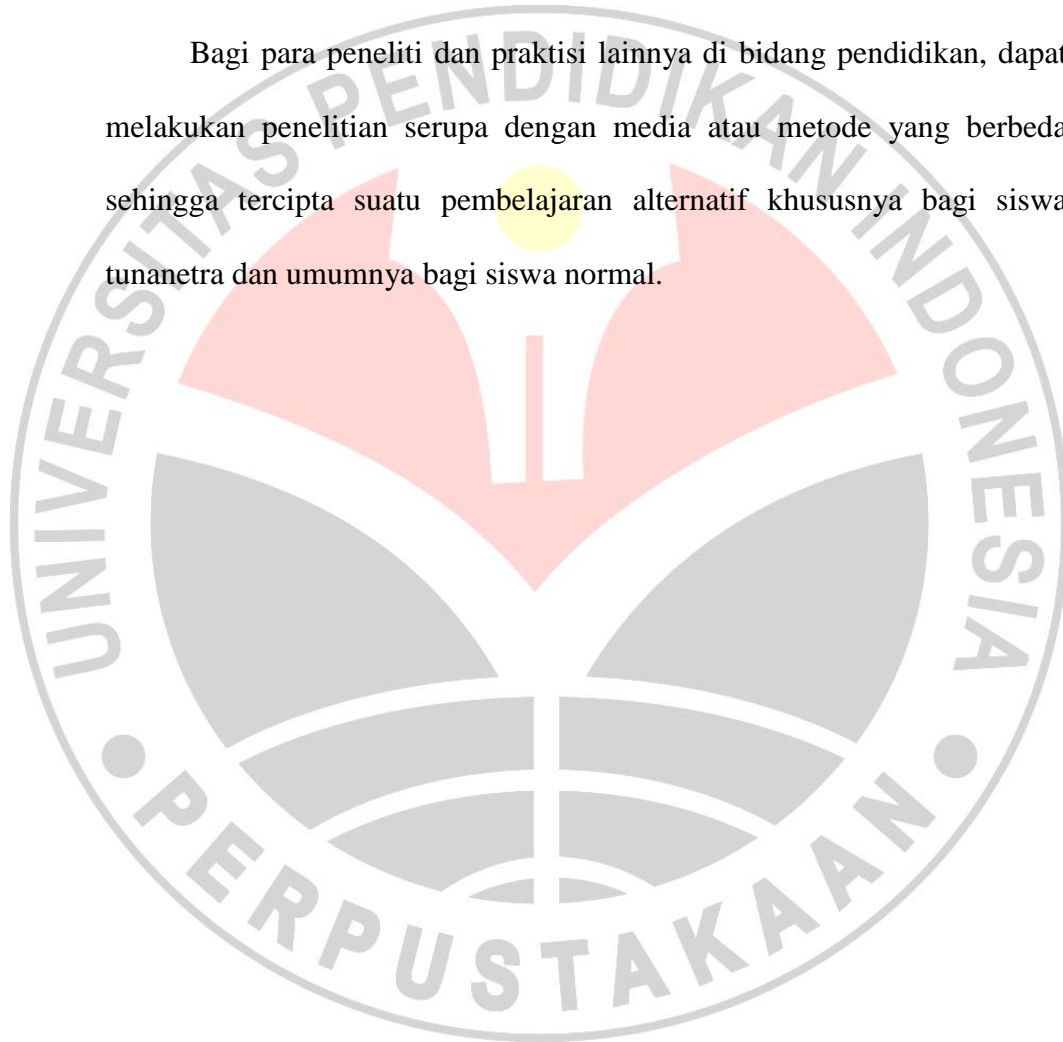 Bagi para peneliti dan praktisi lainnya di bidang pendidikan, dapat
melakukan penelitian serupa dengan media atau metode yang berbeda
sehingga tercipta suatu pembelajaran alternatif khususnya bagi siswa
tunanetra dan umumnya bagi siswa normal.
UNIVERSITAS PENDIDIKAN INDONESIA
PERPUSTAKAAN